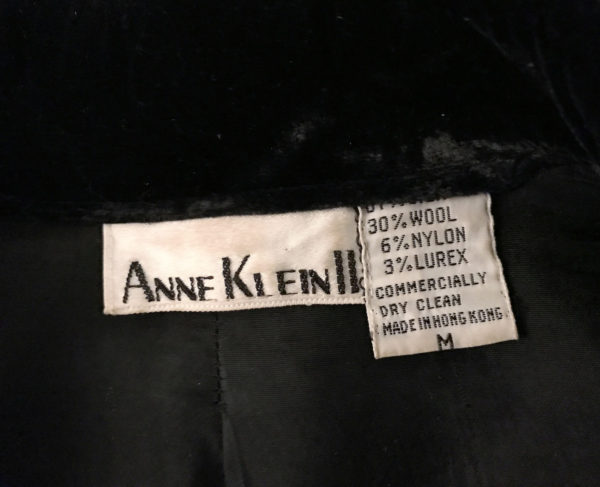 ANNE KLEIN II
30% WOOL
6% NYLON
3% LUREX
COMMERCIALLY
DRY CLEAN
MADE IN HONG KONG
M